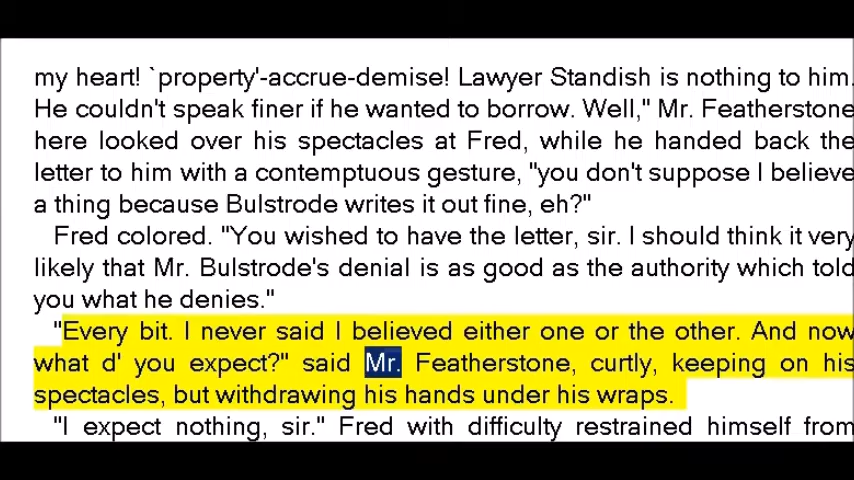 my heart! `property'-accrue-demise! Lawyer Standish is nothing to him.
He couldn't speak finer if he wanted to borrow. Well," Mr. Featherstone
here looked over his spectacles at Fred, while he handed back the
letter to him with a contemptuous gesture, "you don't suppose I believe
a thing because Bulstrode writes it out fine, eh?"
Fred colored. "You wished to have the letter, sir. I should think it very
likely that Mr. Bulstrode's denial is as good as the authority which told
you what he denies."
"Every bit. I never said I believed either one or the other. And now
what d' you expect?" said Mr. Featherstone, curtly, keeping on his
spectacles, but withdrawing his hands under his wraps.
"I expect nothing, sir." Fred with difficulty restrained himself from